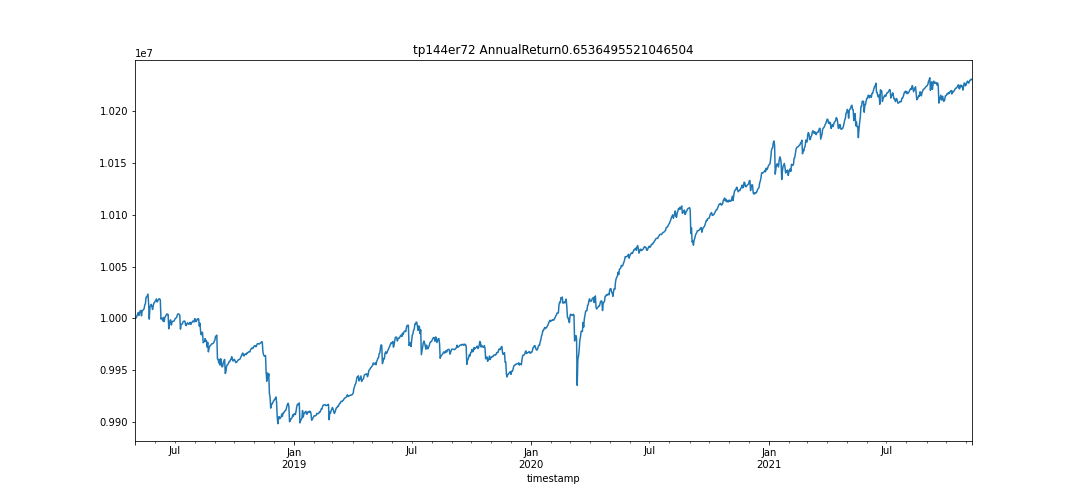 tp144er72 AnnualReturn0.6536495521046504
1e7
1.020
1.015
1.010
1.005
1.000
0.995
0.990
Jul Jan Jul Jan Jul Jan Jul
2019 2020 2021
timestamp